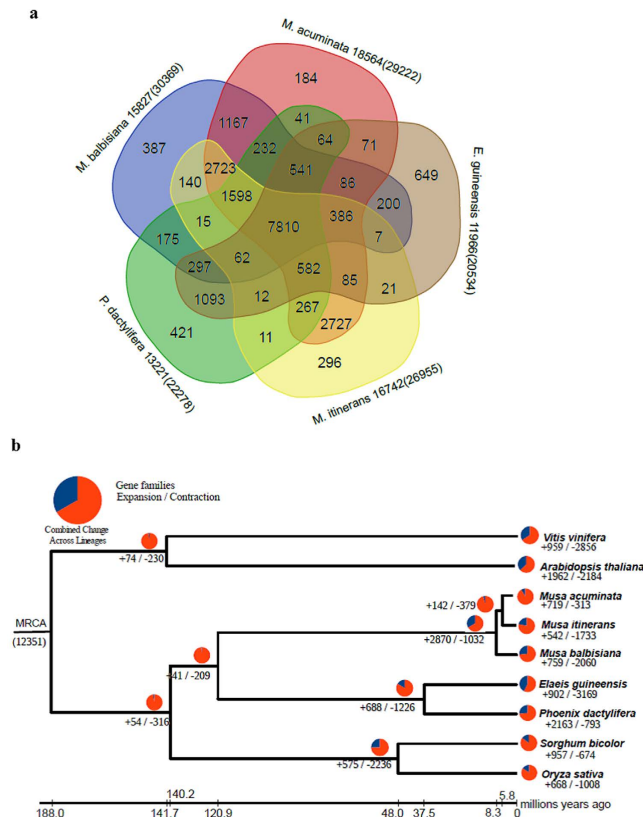 a
M. acuminata 18564(29222)
M. balbisiana 15827(30369)
E. guineensis 11966(20534)
P. dactylifera 13221(22278)
M. itinerans 16742(26955)
184
387
1167
41
232
64
71
649
541
86
200
140
2723
1598
386
7
15
7810
175
62
297
582
85
21
1093
12
267
2727
421
11
296
b
Gene families
Expansion / Contraction
Combined Change
Across Lineages
Vitis vinifera
+959 / -2856
+74 / -230
Arabidopsis thaliana
+1962 / -2184
Musa acuminata
+719 / -313
+142 / -379
Musa itinerans
+542 / -1733
+2870 / -1032
Musa balbisiana
+759 / -2060
MRCA
(12351)
+41 / -209
Elaeis guineensis
+902 / -3169
+688 / -1226
Phoenix dactylifera
+2163 / -793
+54 / -316
Sorghum bicolor
+957 / -674
+575 / -2236
Oryza sativa
+668 / -1008
140.2
5.8
millions years ago
188.0 141.7 120.9 48.0 37.5 8.3 0